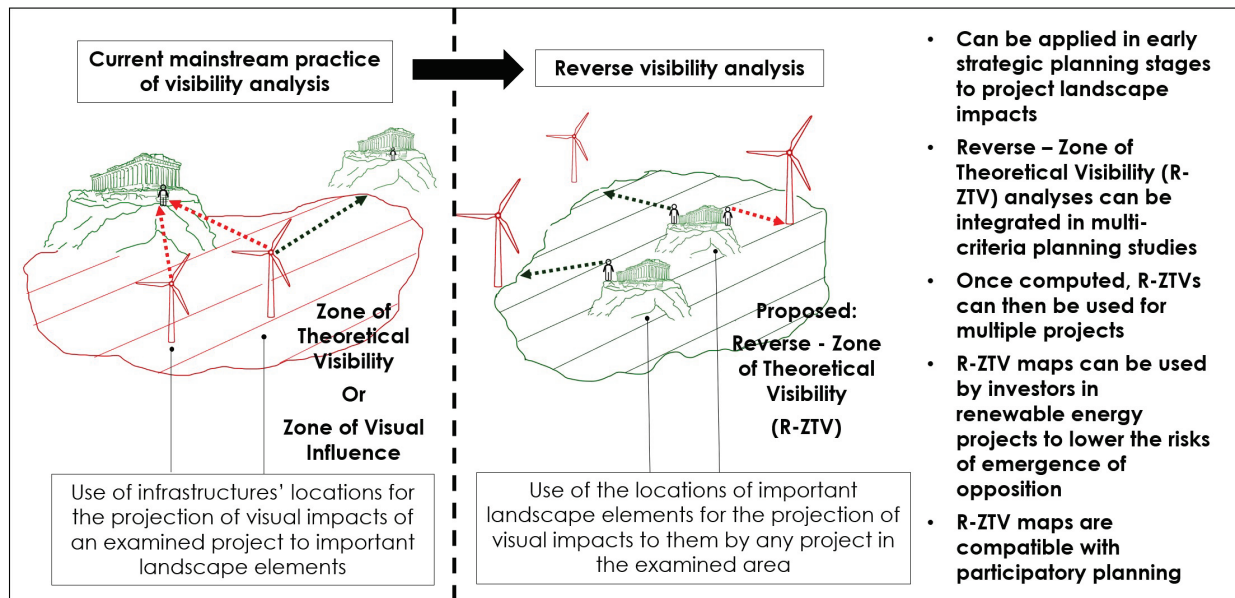 Current mainstream practice
of visibility analysis
Zone of
Theoretical
Visibility
Or
Zone of Visual
Influence
Use of infrastructures’ locations for
the projection of visual impacts of
an examined project to important
landscape elements
Reverse visibility analysis
Proposed:
Reverse - Zone
of Theoretical
Visibility
(R-ZTV)
Use of the locations of important
landscape elements for the projection of
visual impacts to them by any project in
the examined area
• Can be applied in early
strategic planning stages
to project landscape
impacts
• Reverse – Zone of
Theoretical Visibility (R-
ZTV) analyses can be
integrated in multi-
criteria planning studies
• Once computed, R-ZTVs
can then be used for
multiple projects
• R-ZTV maps can be used
by investors in
renewable energy
projects to lower the risks
of emergence of
opposition
• R-ZTV maps are
compatible with
participatory planning